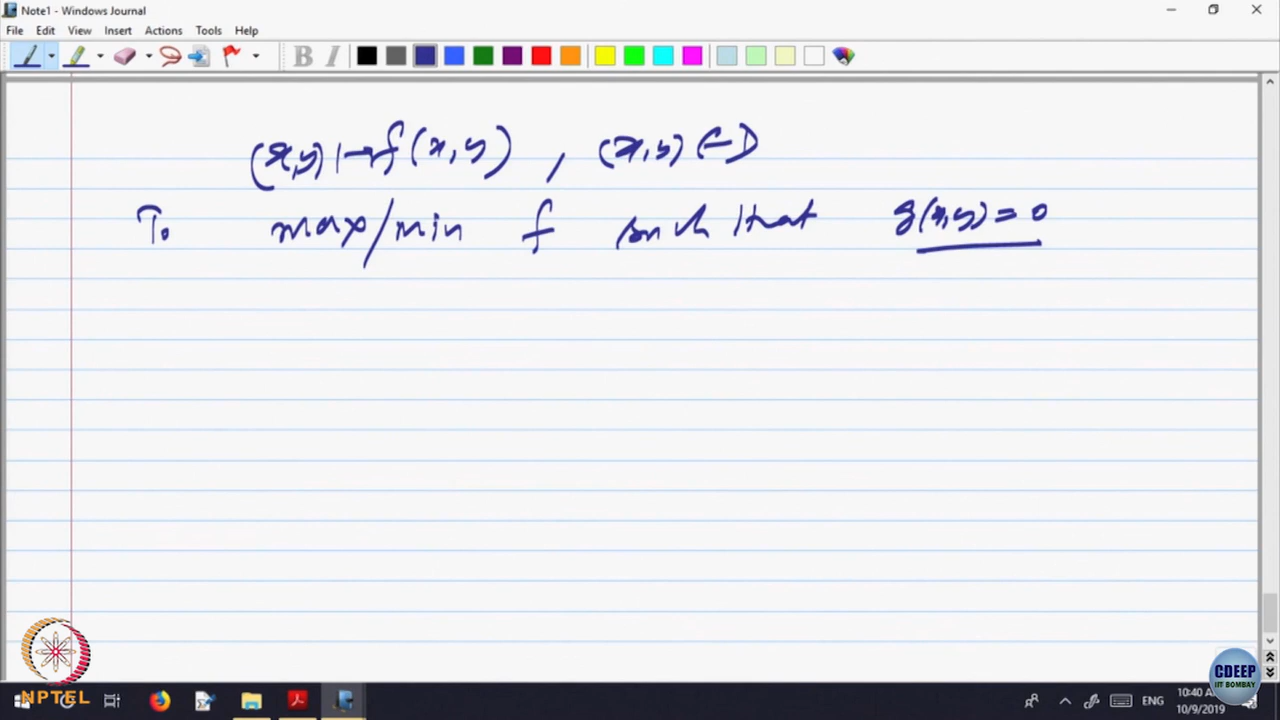 Note1 - Windows Journal
File Edit View Insert Actions Tools Help
B I
(x,y) ↦ f(x,y) , (x,y) ∈ D
To max/min f such that g(x,y) = 0
NPTEL
CDEEP
IIT BOMBAY
ENG
10:40 A
10/9/2019